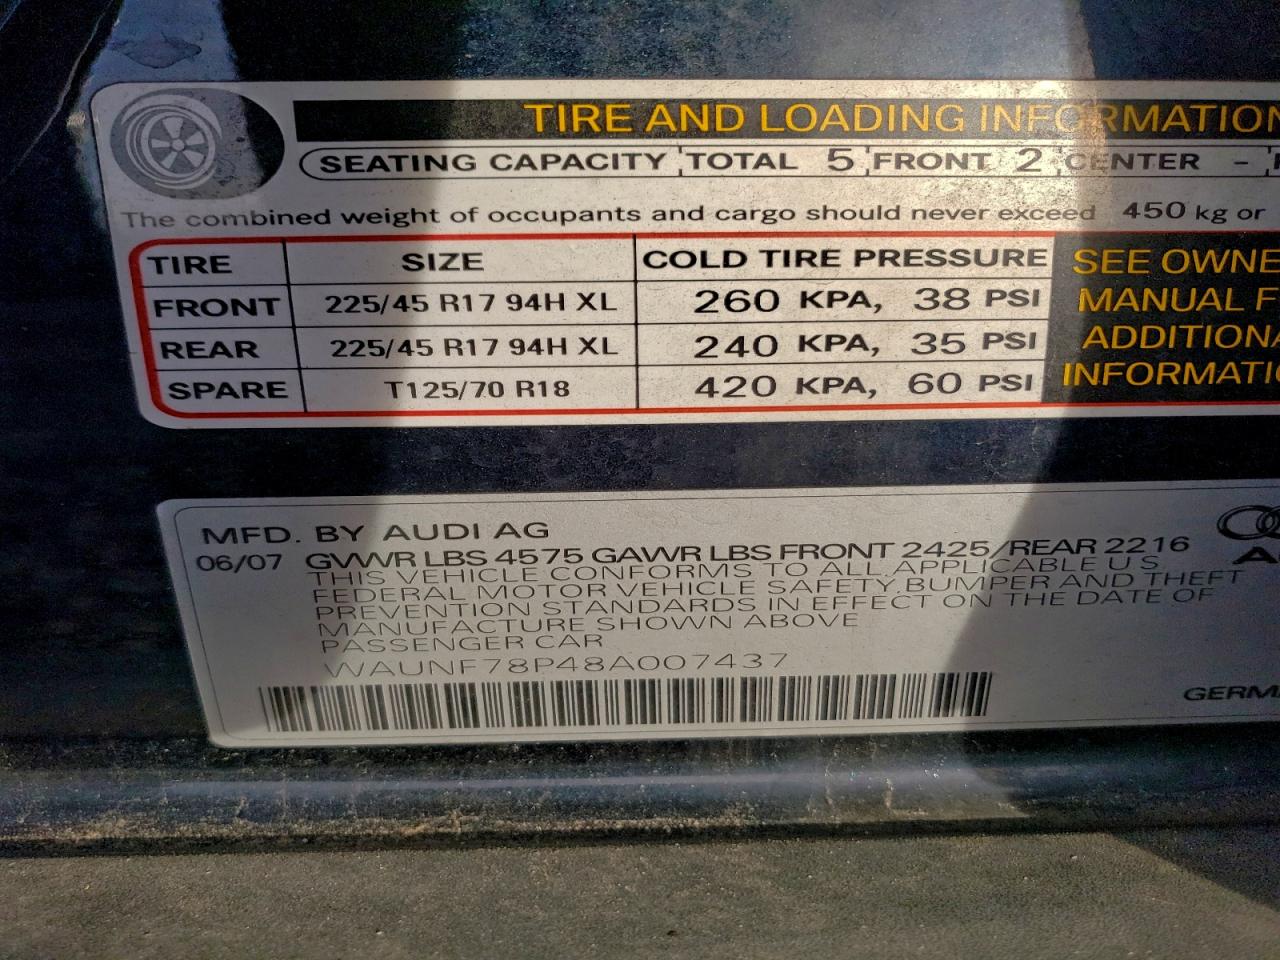 TIRE AND LOADING INFORMATION
SEATING CAPACITY TOTAL 5 FRONT 2 CENTER -
The combined weight of occupants and cargo should never exceed 450 kg or
TIRE SIZE COLD TIRE PRESSURE SEE OWNE
FRONT 225/45 R17 94H XL 260 KPA, 38 PSI MANUAL F
REAR 225/45 R17 94H XL 240 KPA, 35 PSI ADDITIONA
SPARE T125/70 R18 420 KPA, 60 PSI INFORMATIO
MFD. BY AUDI AG
06/07 GVWR LBS 4575 GAWR LBS FRONT 2425/REAR 2216
THIS VEHICLE CONFORMS TO ALL APPLICABLE U.S.
FEDERAL MOTOR VEHICLE SAFETY,BUMPER AND THEFT
PREVENTION STANDARDS IN EFFECT ON THE DATE OF
MANUFACTURE SHOWN ABOVE
PASSENGER CAR
WAUNF78P48A007437
GERM